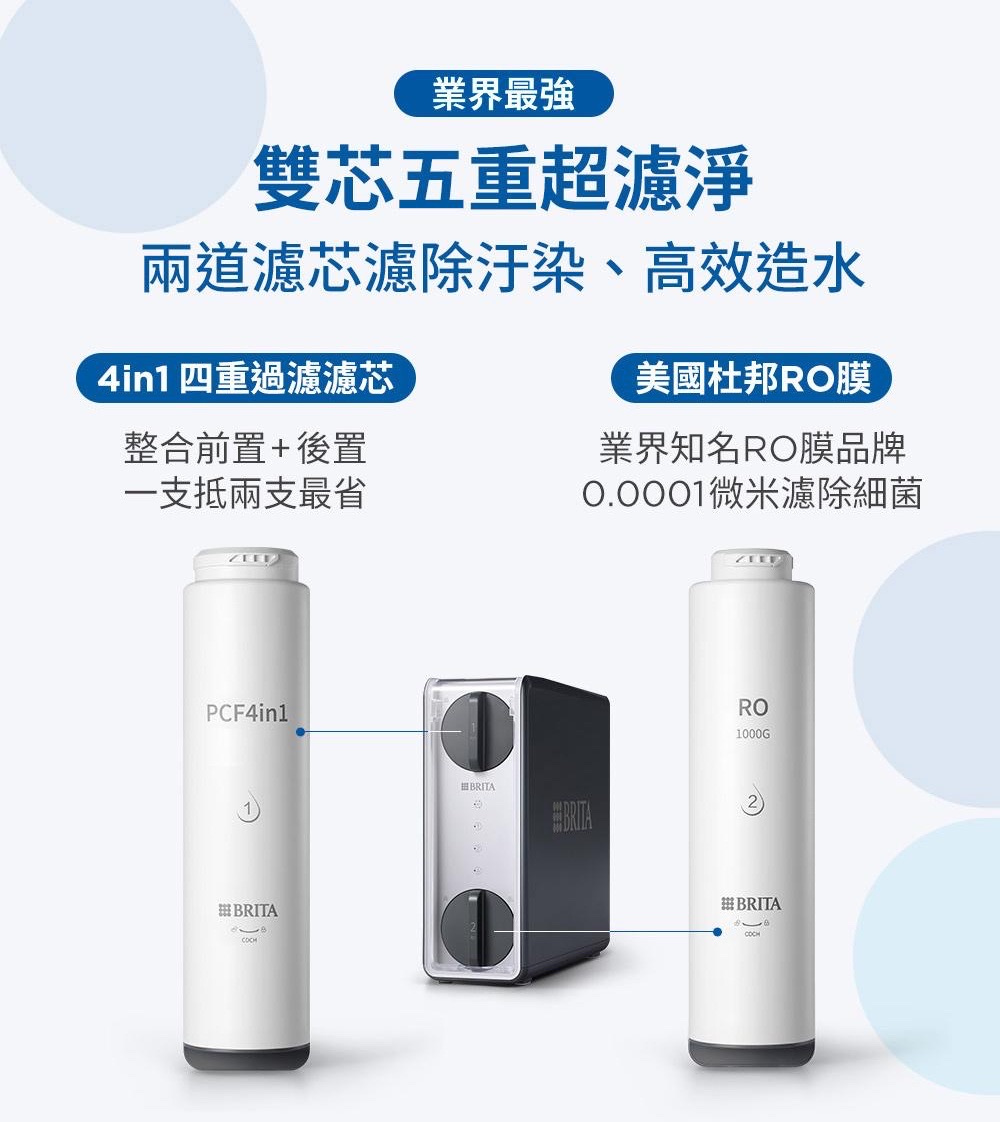 業界最強
雙芯五重超濾淨
兩道濾芯濾除汙染、高效造水
4in1 四重過濾濾芯
整合前置+後置
一支抵兩支最省
美國杜邦RO膜
業界知名RO膜品牌
0.0001微米濾除細菌
PCF4in1
1
BRITA
CDCH
1
BRITA
BRITA
2
RO
1000G
2
BRITA
CDCH